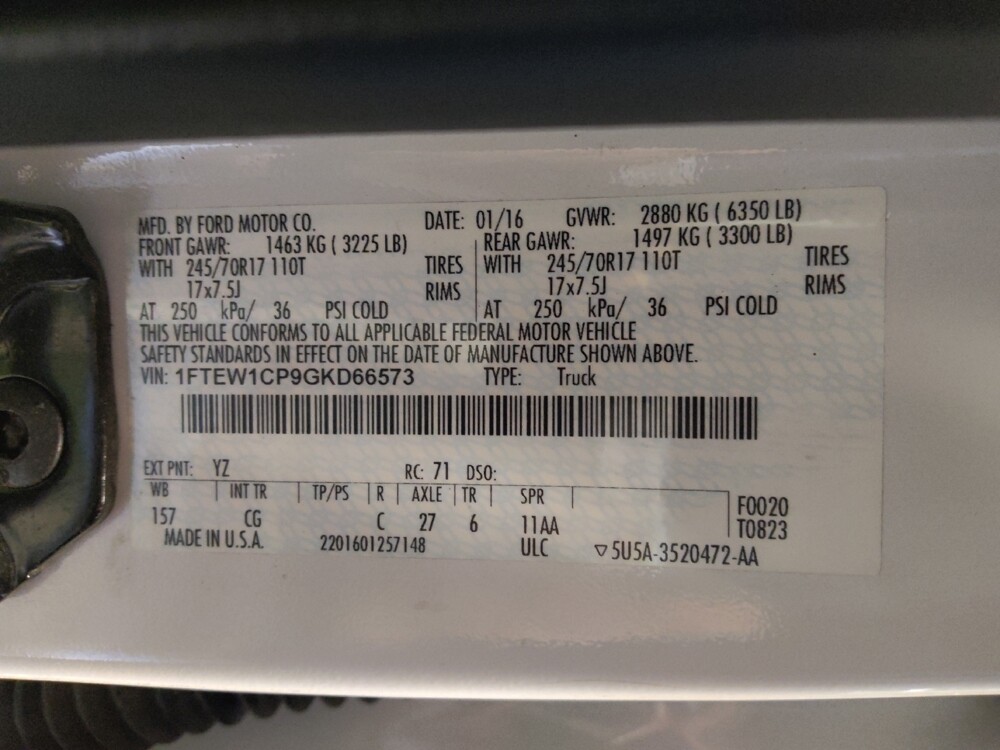 MFD. BY FORD MOTOR CO. DATE: 01/16 GVWR: 2880 KG ( 6350 LB)
FRONT GAWR: 1463 KG ( 3225 LB) REAR GAWR: 1497 KG ( 3300 LB)
WITH 245/70R17 110T TIRES WITH 245/70R17 110T TIRES
17x7.5J RIMS 17x7.5J RIMS
AT 250 kPa/ 36 PSI COLD AT 250 kPa/ 36 PSI COLD
THIS VEHICLE CONFORMS TO ALL APPLICABLE FEDERAL MOTOR VEHICLE
SAFETY STANDARDS IN EFFECT ON THE DATE OF MANUFACTURE SHOWN ABOVE.
VIN: 1FTEW1CP9GKD66573 TYPE: Truck
EXT PNT: YZ RC: 71 DSO:
WB INT TR TP/PS R AXLE TR SPR F0020
157 CG C 27 6 11AA T0823
MADE IN U.S.A. 2201601257148 ULC ▽5U5A-3520472-AA